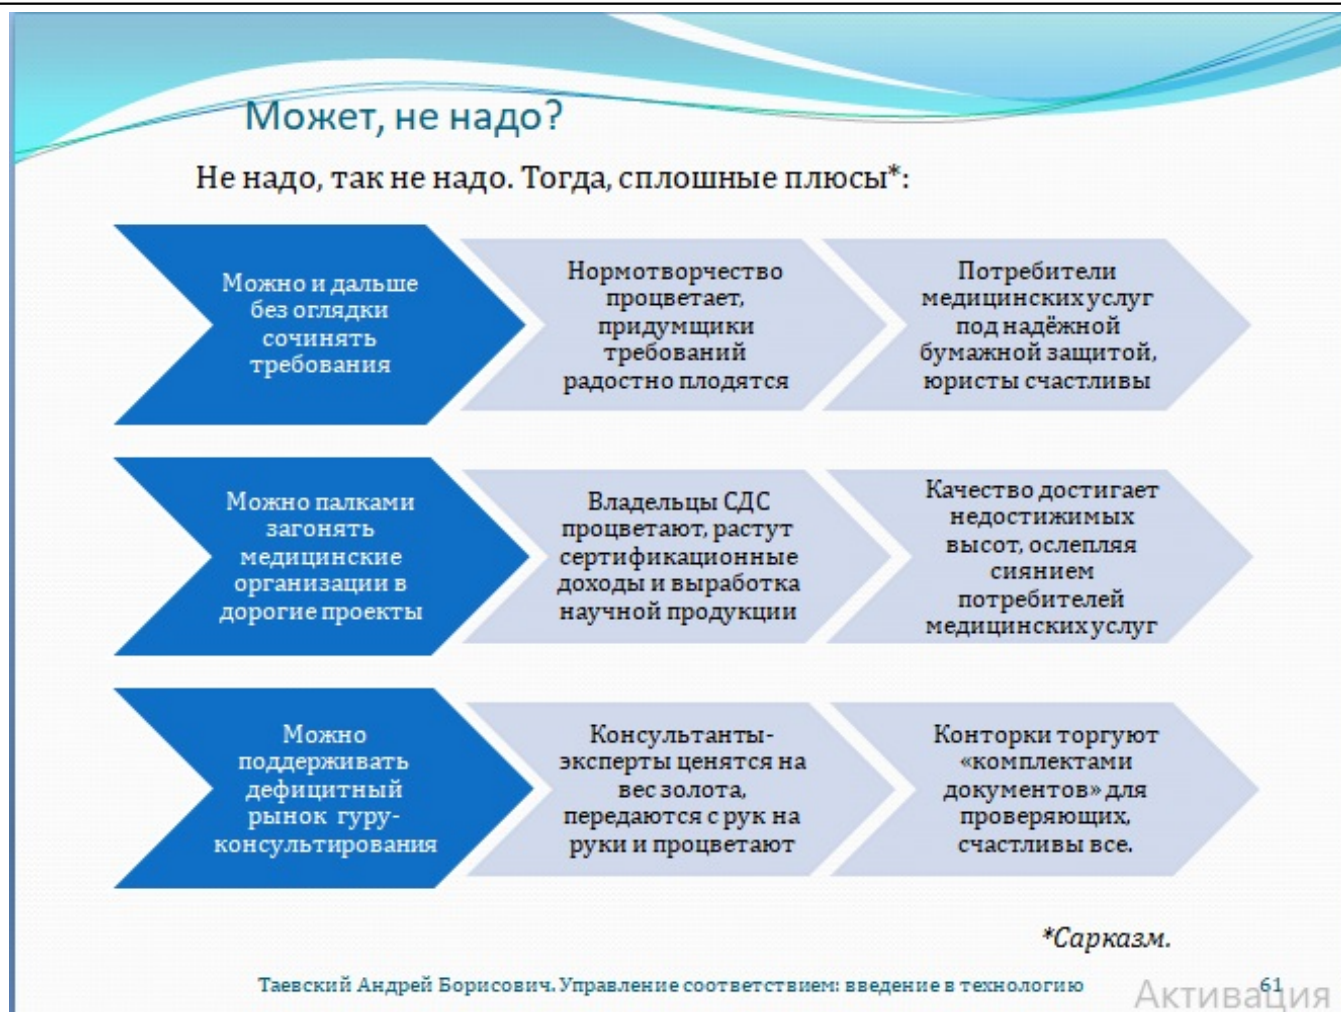 Может, не надо?
Не надо, так не надо. Тогда, сплошные плюсы*:
Можно и дальше
без оглядки
сочинять
требования
Нормотворчество
процветает,
придумщики
требований
радостно плодятся
Потребители
медицинских услуг
под надёжной
бумажной защитой,
юристы счастливы
Можно палками
загонять
медицинские
организации в
дорогие проекты
Владельцы СДС
процветают, растут
сертификационные
доходы и выработка
научной продукции
Качество достигает
недостижимых
высот, ослепляя
сиянием
потребителей
медицинских услуг
Можно
поддерживать
дефицитный
рынок гуру-
консультирования
Консультанты-
эксперты ценятся на
вес золота,
передаются с рук на
руки и процветают
Конторки торгуют
«комплектами
документов» для
проверяющих,
счастливы все.
*Сарказм.
Таевский Андрей Борисович. Управление соответствием: введение в технологию
61
Активация